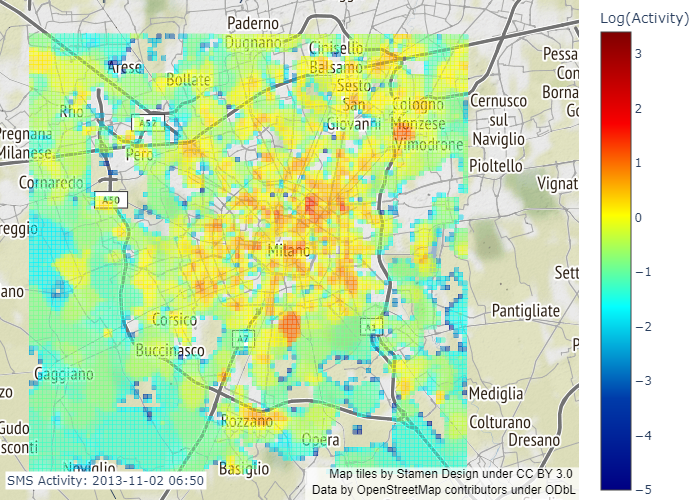 Log(Activity)
Paderno
Dugnano
Cinisello
Balsamo
Arese
Bollate
Sesto
San
Giovanni
Cologno
Monzese
Vimodrone
Rho
A52
Pero
Pregnana
Milanese
Cornaredo
A50
Cernusco
sul
Naviglio
Pioltello
Pessa
Borna
Vignat
reggio
Milano
Sett
ano
Pantigliate
Corsico
A7
A1
Buccinasco
Gaggiano
Mediglia
Rozzano
Colturano
Dresano
Opera
Gudo
sconti
Noviglio
Basiglio
SMS Activity: 2013-11-02 06:50
Map tiles by Stamen Design under CC BY 3.0
Data by OpenStreetMap contributors under ODbL
3
2
1
0
−1
−2
−3
−4
−5